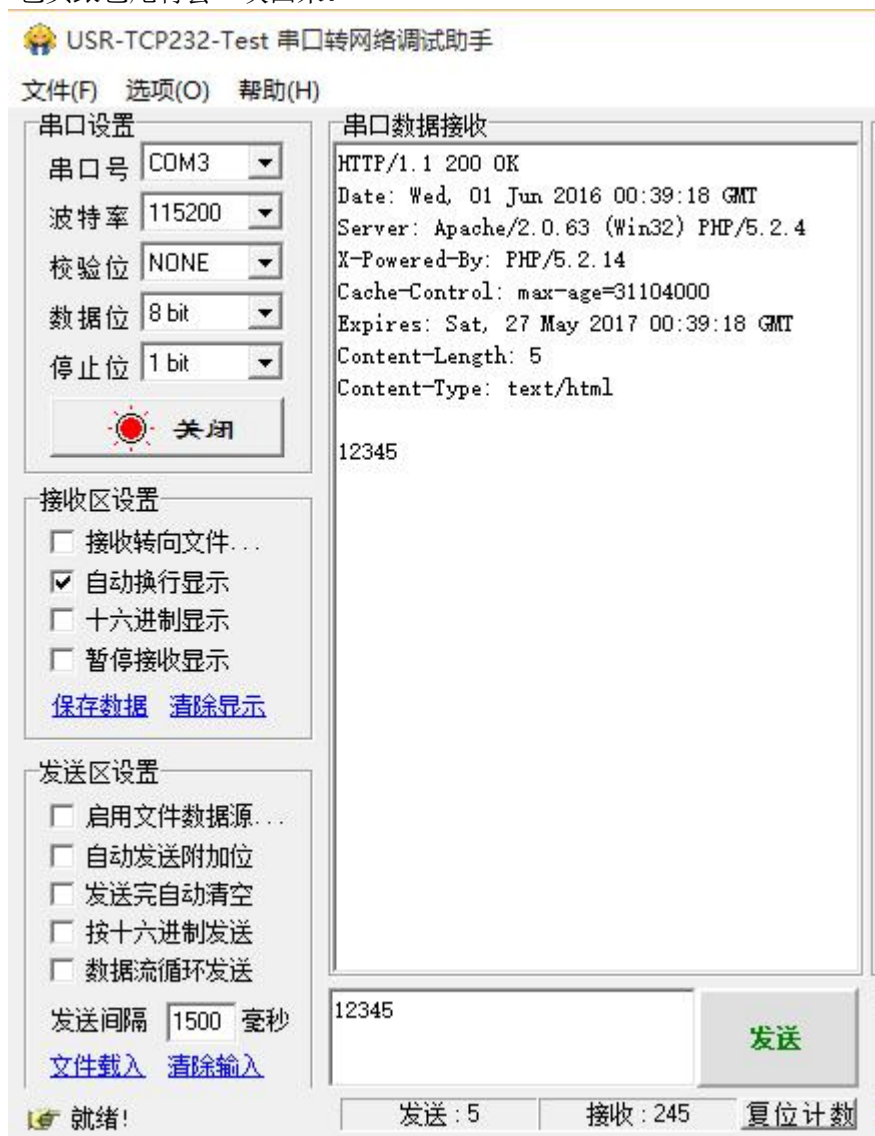 USR-TCP232-Test 串口转网络调试助手
文件(F) 选项(O) 帮助(H)
串口设置
串口号 COM3
波特率 115200
校验位 NONE
数据位 8 bit
停止位 1 bit
关闭
接收区设置
接收转向文件...
自动换行显示
十六进制显示
暂停接收显示
保存数据 清除显示
发送区设置
启用文件数据源...
自动发送附加位
发送完自动清空
按十六进制发送
数据流循环发送
发送间隔 1500 毫秒
文件载入 清除输入
就绪!
串口数据接收
HTTP/1.1 200 OK
Date: Wed, 01 Jun 2016 00:39:18 GMT
Server: Apache/2.0.63 (Win32) PHP/5.2.4
X-Powered-By: PHP/5.2.14
Cache-Control: max-age=31104000
Expires: Sat, 27 May 2017 00:39:18 GMT
Content-Length: 5
Content-Type: text/html
12345
12345
发送
发送 : 5 接收 : 245 复位计数